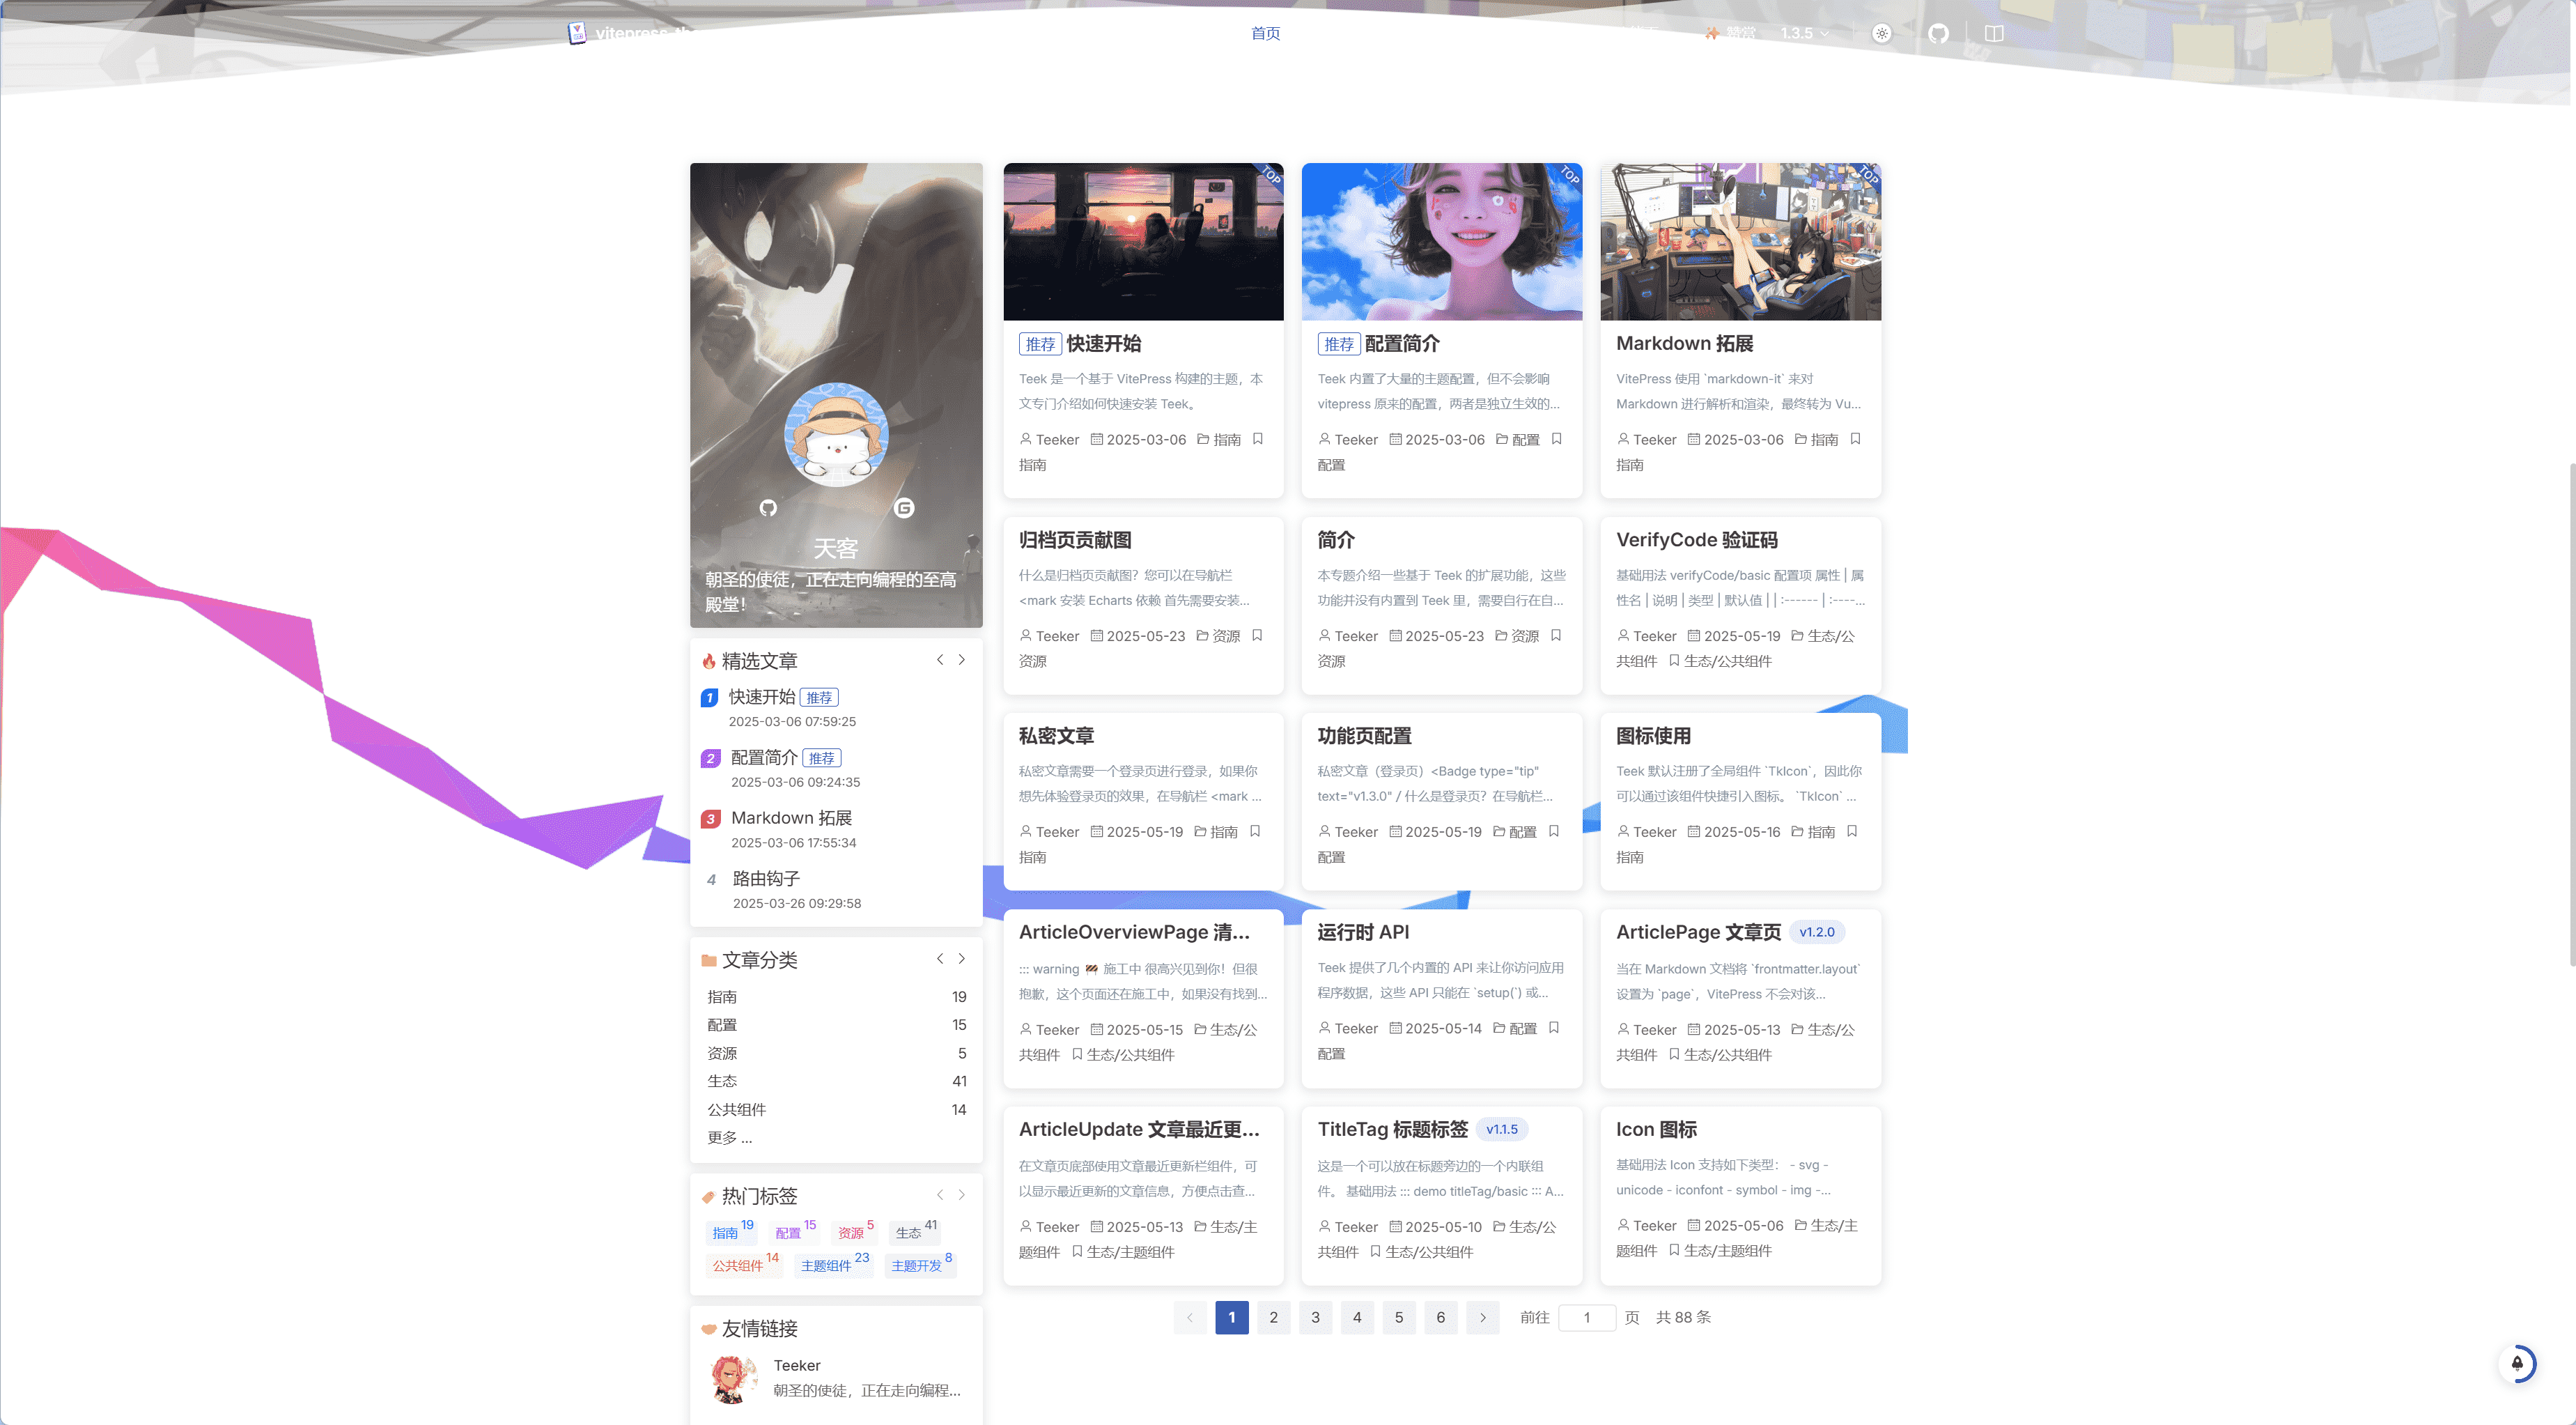 首页
赞赏
1.3.5
天客
朝圣的使徒，正在走向编程的至高
殿堂！
精选文章
1 快速开始 推荐
2025-03-06 07:59:25
2 配置简介 推荐
2025-03-06 09:24:35
3 Markdown 拓展
2025-03-06 17:55:34
4 路由钩子
2025-03-26 09:29:58
文章分类
指南 19
配置 15
资源 5
生态 41
公共组件 14
更多 ...
热门标签
指南 19 配置 15 资源 5 生态 41
公共组件 14 主题组件 23 主题开发 8
友情链接
Teeker
朝圣的使徒，正在走向编程...
TOP
推荐 快速开始
Teek 是一个基于 VitePress 构建的主题，本
文专门介绍如何快速安装 Teek。
Teeker 2025-03-06 指南
指南
TOP
推荐 配置简介
Teek 内置了大量的主题配置，但不会影响
vitepress 原来的配置，两者是独立生效的...
Teeker 2025-03-06 配置
配置
TOP
Markdown 拓展
VitePress 使用 `markdown-it` 来对
Markdown 进行解析和渲染，最终转为 Vu...
Teeker 2025-03-06 指南
指南
归档页贡献图
什么是归档页贡献图？您可以在导航栏
<mark 安装 Echarts 依赖 首先需要安装...
Teeker 2025-05-23 资源
资源
简介
本专题介绍一些基于 Teek 的扩展功能，这些
功能并没有内置到 Teek 里，需要自行在自...
Teeker 2025-05-23 资源
资源
VerifyCode 验证码
基础用法 verifyCode/basic 配置项 属性 | 属
性名 | 说明 | 类型 | 默认值 | | :------ | :----...
Teeker 2025-05-19 生态/公
共组件 生态/公共组件
私密文章
私密文章需要一个登录页进行登录，如果你
想先体验登录页的效果，在导航栏 <mark ...
Teeker 2025-05-19 指南
指南
功能页配置
私密文章（登录页）<Badge type="tip"
text="v1.3.0" / 什么是登录页？在导航栏...
Teeker 2025-05-19 配置
配置
图标使用
Teek 默认注册了全局组件 `TkIcon`，因此你
可以通过该组件快捷引入图标。 `TkIcon` ...
Teeker 2025-05-16 指南
指南
ArticleOverviewPage 清...
::: warning 🚧 施工中 很高兴见到你！但很
抱歉，这个页面还在施工中，如果没有找到...
Teeker 2025-05-15 生态/公
共组件 生态/公共组件
运行时 API
Teek 提供了几个内置的 API 来让你访问应用
程序数据，这些 API 只能在 `setup(`) 或...
Teeker 2025-05-14 配置
配置
ArticlePage 文章页 v1.2.0
当在 Markdown 文档将 `frontmatter.layout`
设置为 `page`，VitePress 不会对该...
Teeker 2025-05-13 生态/公
共组件 生态/公共组件
ArticleUpdate 文章最近更...
在文章页底部使用文章最近更新栏组件，可
以显示最近更新的文章信息，方便点击查...
Teeker 2025-05-13 生态/主
题组件 生态/主题组件
TitleTag 标题标签 v1.1.5
这是一个可以放在标题旁边的一个内联组
件。 基础用法 ::: demo titleTag/basic ::: A...
Teeker 2025-05-10 生态/公
共组件 生态/公共组件
Icon 图标
基础用法 Icon 支持如下类型： - svg -
unicode - iconfont - symbol - img -...
Teeker 2025-05-06 生态/主
题组件 生态/主题组件
1 2 3 4 5 6 前往 1 页 共 88 条